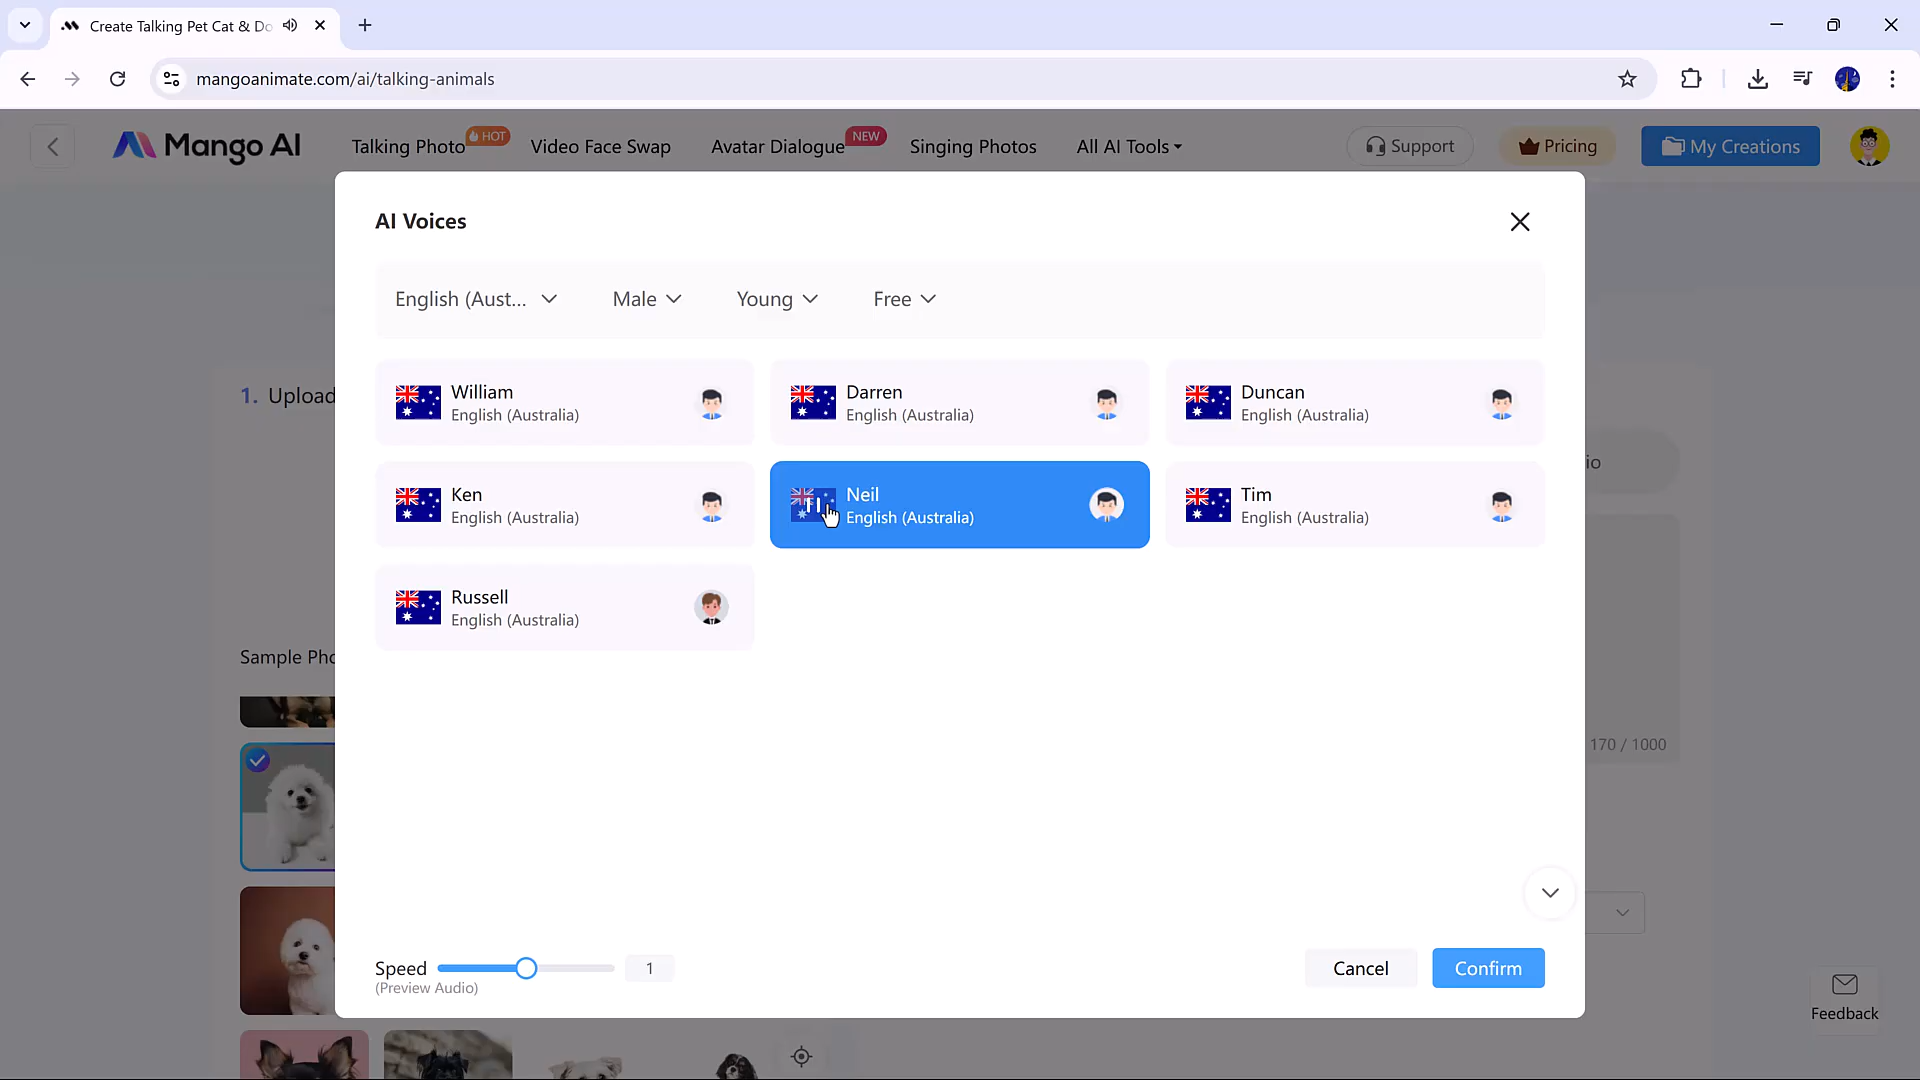 Create Talking Pet Cat & Do
mangoanimate.com/ai/talking-animals
Mango AI
Talking Photo
HOT
Video Face Swap
Avatar Dialogue
NEW
Singing Photos
All AI Tools
Support
Pricing
My Creations
AI Voices
English (Aust...
Male
Young
Free
1. Upload
William
English (Australia)
Darren
English (Australia)
Duncan
English (Australia)
io
Ken
English (Australia)
Neil
English (Australia)
Tim
English (Australia)
Russell
English (Australia)
Sample Pho
170 / 1000
Speed
1
(Preview Audio)
Cancel
Confirm
Feedback